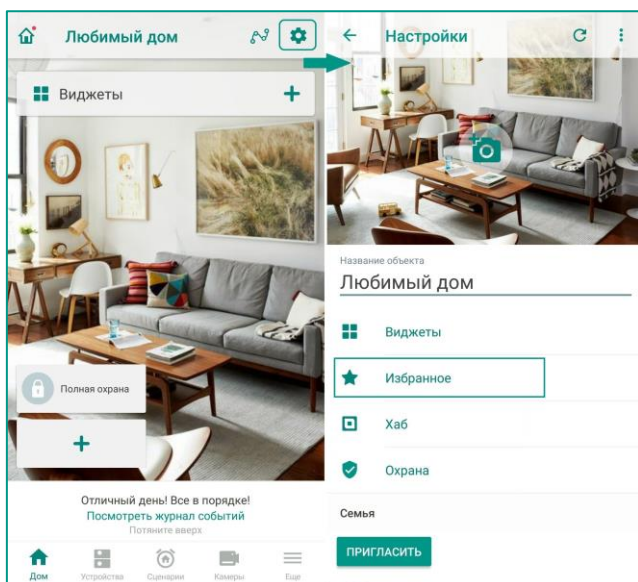 Любимый дом
Виджеты
Полная охрана
Отличный день! Все в порядке!
Посмотреть журнал событий
Потяните вверх
Дом
Устройства
Сценарии
Камеры
Еще
Настройки
Название объекта
Любимый дом
Виджеты
Избранное
Хаб
Охрана
Семья
ПРИГЛАСИТЬ